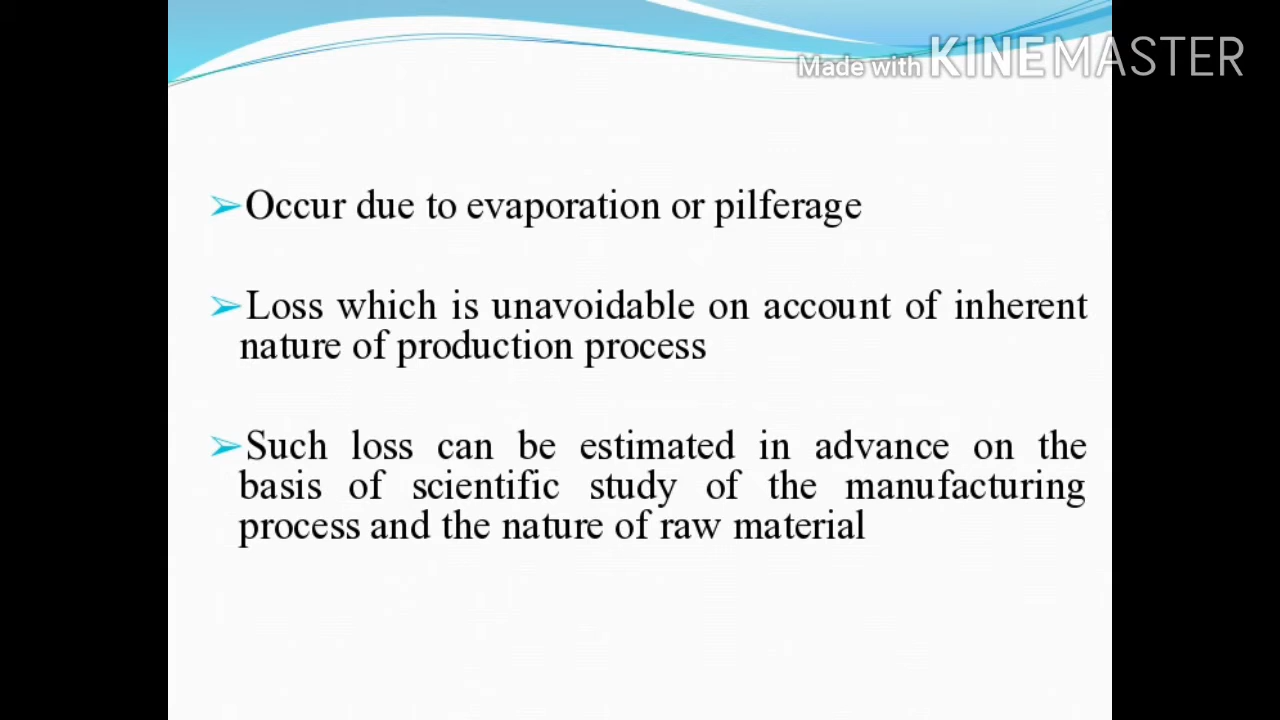 Made with KINEMASTER
➢Occur due to evaporation or pilferage
➢Loss which is unavoidable on account of inherent
nature of production process
➢Such loss can be estimated in advance on the
basis of scientific study of the manufacturing
process and the nature of raw material